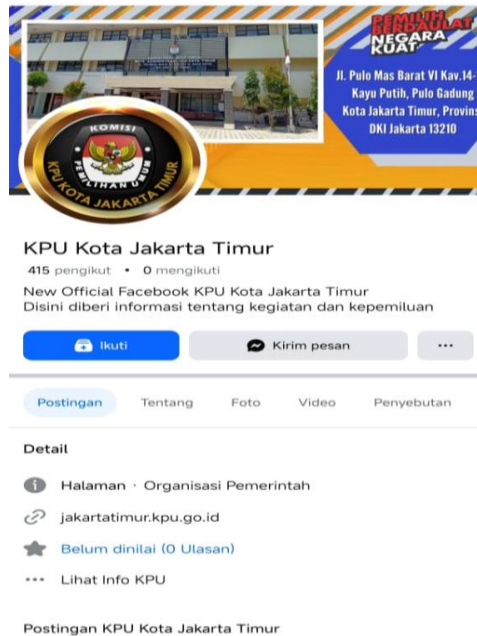 PEMILIH
BERDAULAT
NEGARA
KUAT
Jl. Pulo Mas Barat VI Kav.14-
Kayu Putih, Pulo Gadung
Kota Jakarta Timur, Provins
DKI Jakarta 13210
KOMISI
PEMILIHAN UMUM
KPU KOTA JAKARTA TIMUR
KPU Kota Jakarta Timur
415 pengikut • 0 mengikuti
New Official Facebook KPU Kota Jakarta Timur
Disini diberi informasi tentang kegiatan dan kepemiluan
Ikuti
Kirim pesan
Postingan Tentang Foto Video Penyebutan
Detail
Halaman · Organisasi Pemerintah
jakartatimur.kpu.go.id
Belum dinilai (0 Ulasan)
Lihat Info KPU
Postingan KPU Kota Jakarta Timur